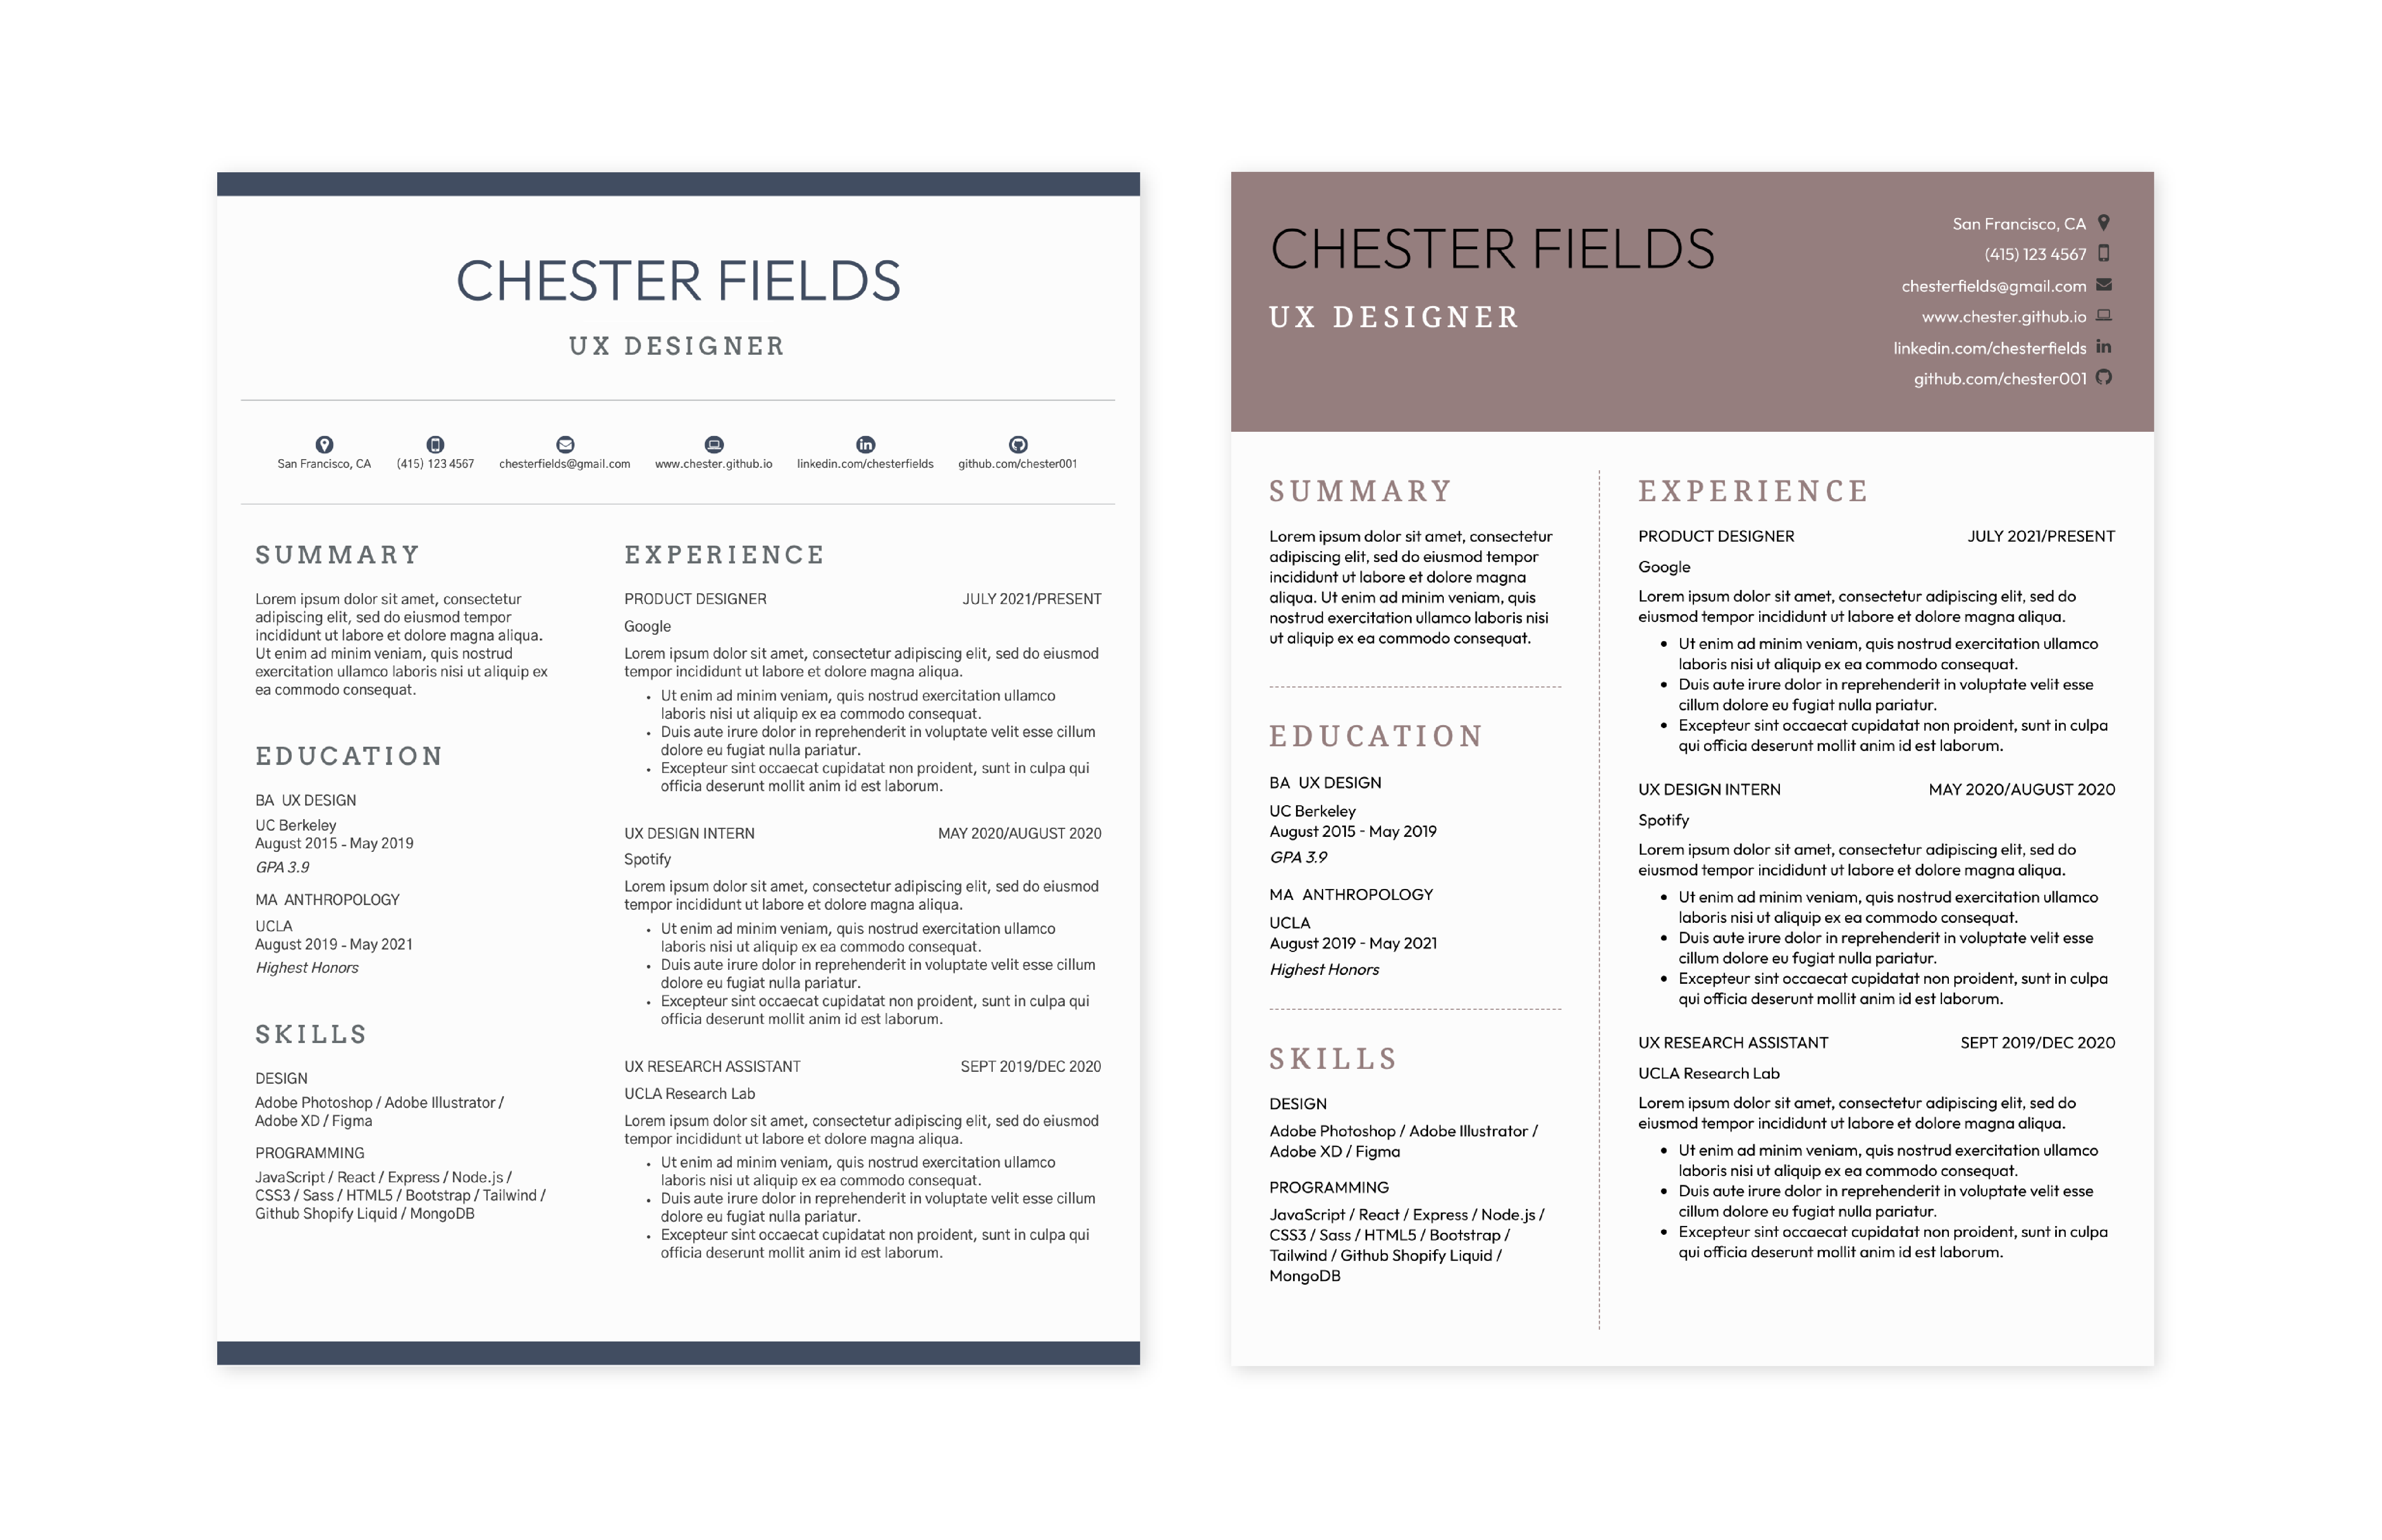 CHESTER FIELDS
UX DESIGNER
San Francisco, CA
(415) 123 4567
chesterfields@gmail.com
www.chester.github.io
linkedin.com/chesterfields
github.com/chester001
SUMMARY
Lorem ipsum dolor sit amet, consectetur
adipiscing elit, sed do eiusmod tempor
incididunt ut labore et dolore magna aliqua.
Ut enim ad minim veniam, quis nostrud
exercitation ullamco laboris nisi ut aliquip ex
ea commodo consequat.
EDUCATION
BA UX DESIGN
UC Berkeley
August 2015 - May 2019
GPA 3.9
MA ANTHROPOLOGY
UCLA
August 2019 - May 2021
Highest Honors
SKILLS
DESIGN
Adobe Photoshop / Adobe Illustrator /
Adobe XD / Figma
PROGRAMMING
JavaScript / React / Express / Node.js /
CSS3 / Sass / HTML5 / Bootstrap / Tailwind /
Github Shopify Liquid / MongoDB
EXPERIENCE
PRODUCT DESIGNER JULY 2021/PRESENT
Google
Lorem ipsum dolor sit amet, consectetur adipiscing elit, sed do eiusmod
tempor incididunt ut labore et dolore magna aliqua.
• Ut enim ad minim veniam, quis nostrud exercitation ullamco
laboris nisi ut aliquip ex ea commodo consequat.
• Duis aute irure dolor in reprehenderit in voluptate velit esse cillum
dolore eu fugiat nulla pariatur.
• Excepteur sint occaecat cupidatat non proident, sunt in culpa qui
officia deserunt mollit anim id est laborum.
UX DESIGN INTERN MAY 2020/AUGUST 2020
Spotify
Lorem ipsum dolor sit amet, consectetur adipiscing elit, sed do eiusmod
tempor incididunt ut labore et dolore magna aliqua.
• Ut enim ad minim veniam, quis nostrud exercitation ullamco
laboris nisi ut aliquip ex ea commodo consequat.
• Duis aute irure dolor in reprehenderit in voluptate velit esse cillum
dolore eu fugiat nulla pariatur.
• Excepteur sint occaecat cupidatat non proident, sunt in culpa qui
officia deserunt mollit anim id est laborum.
UX RESEARCH ASSISTANT SEPT 2019/DEC 2020
UCLA Research Lab
Lorem ipsum dolor sit amet, consectetur adipiscing elit, sed do eiusmod
tempor incididunt ut labore et dolore magna aliqua.
• Ut enim ad minim veniam, quis nostrud exercitation ullamco
laboris nisi ut aliquip ex ea commodo consequat.
• Duis aute irure dolor in reprehenderit in voluptate velit esse cillum
dolore eu fugiat nulla pariatur.
• Excepteur sint occaecat cupidatat non proident, sunt in culpa qui
officia deserunt mollit anim id est laborum.
CHESTER FIELDS
UX DESIGNER
San Francisco, CA
(415) 123 4567
chesterfields@gmail.com
www.chester.github.io
linkedin.com/chesterfields
github.com/chester001
SUMMARY
Lorem ipsum dolor sit amet, consectetur
adipiscing elit, sed do eiusmod tempor
incididunt ut labore et dolore magna
aliqua. Ut enim ad minim veniam, quis
nostrud exercitation ullamco laboris nisi
ut aliquip ex ea commodo consequat.
EDUCATION
BA UX DESIGN
UC Berkeley
August 2015 - May 2019
GPA 3.9
MA ANTHROPOLOGY
UCLA
August 2019 - May 2021
Highest Honors
SKILLS
DESIGN
Adobe Photoshop / Adobe Illustrator /
Adobe XD / Figma
PROGRAMMING
JavaScript / React / Express / Node.js /
CSS3 / Sass / HTML5 / Bootstrap /
Tailwind / Github Shopify Liquid /
MongoDB
EXPERIENCE
PRODUCT DESIGNER JULY 2021/PRESENT
Google
Lorem ipsum dolor sit amet, consectetur adipiscing elit, sed do
eiusmod tempor incididunt ut labore et dolore magna aliqua.
• Ut enim ad minim veniam, quis nostrud exercitation ullamco
laboris nisi ut aliquip ex ea commodo consequat.
• Duis aute irure dolor in reprehenderit in voluptate velit esse
cillum dolore eu fugiat nulla pariatur.
• Excepteur sint occaecat cupidatat non proident, sunt in culpa
qui officia deserunt mollit anim id est laborum.
UX DESIGN INTERN MAY 2020/AUGUST 2020
Spotify
Lorem ipsum dolor sit amet, consectetur adipiscing elit, sed do
eiusmod tempor incididunt ut labore et dolore magna aliqua.
• Ut enim ad minim veniam, quis nostrud exercitation ullamco
laboris nisi ut aliquip ex ea commodo consequat.
• Duis aute irure dolor in reprehenderit in voluptate velit esse
cillum dolore eu fugiat nulla pariatur.
• Excepteur sint occaecat cupidatat non proident, sunt in culpa
qui officia deserunt mollit anim id est laborum.
UX RESEARCH ASSISTANT SEPT 2019/DEC 2020
UCLA Research Lab
Lorem ipsum dolor sit amet, consectetur adipiscing elit, sed do
eiusmod tempor incididunt ut labore et dolore magna aliqua.
• Ut enim ad minim veniam, quis nostrud exercitation ullamco
laboris nisi ut aliquip ex ea commodo consequat.
• Duis aute irure dolor in reprehenderit in voluptate velit esse
cillum dolore eu fugiat nulla pariatur.
• Excepteur sint occaecat cupidatat non proident, sunt in culpa
qui officia deserunt mollit anim id est laborum.